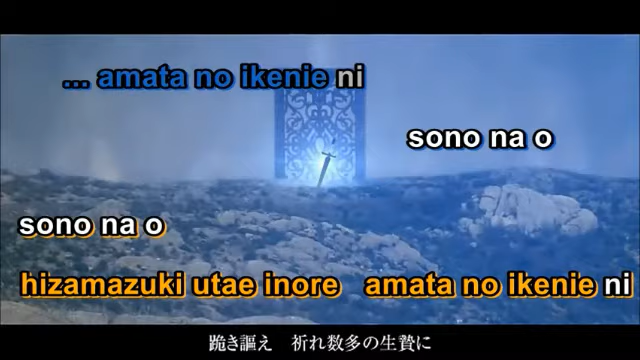 ... amata no ikenie ni
sono na o
sono na o
hizamazuki utae inore amata no ikenie ni
跪き謳え 祈れ数多の生贄に